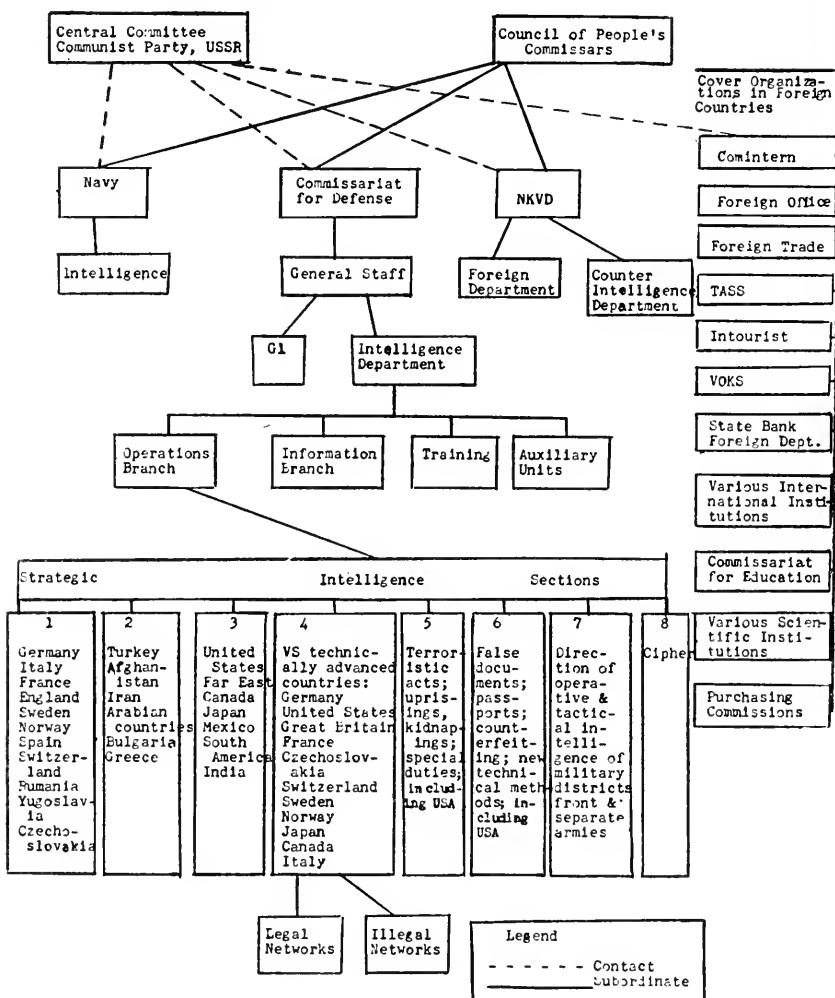 Central Committee
Communist Party, USSR
Council of People's
Commissars
Cover Organiza-
tions in Foreign
Countries
Navy
Commissariat
for Defense
NKVD
Comintern
Foreign Office
Foreign Trade
TASS
Intourist
VOKS
State Bank
Foreign Dept.
Various Inter-
national Insti-
tutions
Commissariat
for Education
Various Scien-
tific Insti-
tutions
Purchasing
Commissions
Intelligence
General Staff
Foreign
Department
Counter
Intelligence
Department
G1
Intelligence
Department
Operations
Branch
Information
Branch
Training
Auxiliary
Units
Strategic Intelligence Sections
1
Germany
Italy
France
England
Sweden
Norway
Spain
Switzer-
land
Rumania
Yugoslav-
ia
Czecho-
slovakia
2
Turkey
Afghan-
istan
Iran
Arabian
countries
Bulgaria
Greece
3
United
States
Far East
Canada
Japan
Mexico
South
America
India
4
VS technic-
ally advanced
countries:
Germany
United States
Great Britain
France
Czechoslov-
akia
Switzerland
Sweden
Norway
Japan
Canada
Italy
5
Terror-
istic
acts;
upris-
ings,
kidnap-
ings;
special
duties;
includ-
ing USA
6
False
docu-
ments;
pass-
ports;
count-
erfeit-
ing; new
techni-
cal meth
ods; in-
cluding
USA
7
Direc-
tion of
opera-
tive &
tacti-
cal in-
telli-
gence of
military
districts
front &
separate
armies
8
Cipher
Legal
Networks
Illegal
Networks
Legend
Contact
Subordinate